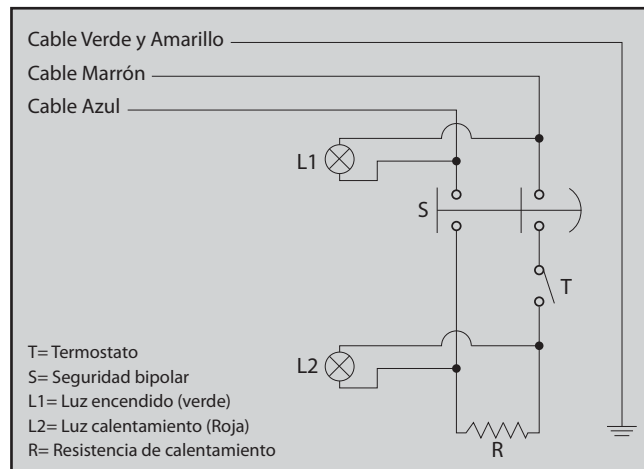 Cable Verde y Amarillo
Cable Marrón
Cable Azul
L1
S
T
L2
R
T= Termostato
S= Seguridad bipolar
L1= Luz encendido (verde)
L2= Luz calentamiento (Roja)
R= Resistencia de calentamiento